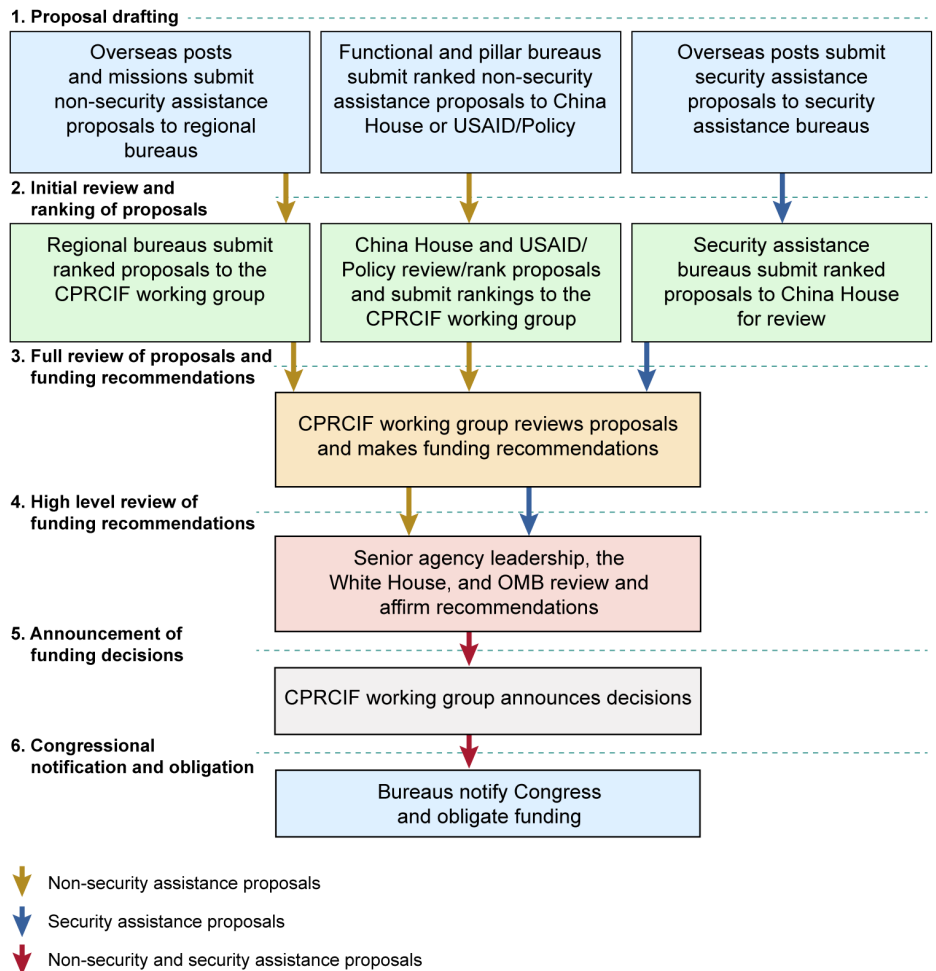 1. Proposal drafting
Overseas posts
and missions submit
non-security assistance
proposals to regional
bureaus
Functional and pillar bureaus
submit ranked non-security
assistance proposals to China
House or USAID/Policy
Overseas posts submit
security assistance
proposals to security
assistance bureaus
2. Initial review and
ranking of proposals
Regional bureaus submit
ranked proposals to the
CPRCIF working group
China House and USAID/
Policy review/rank proposals
and submit rankings to the
CPRCIF working group
Security assistance
bureaus submit ranked
proposals to China House
for review
3. Full review of proposals and
funding recommendations
CPRCIF working group reviews proposals
and makes funding recommendations
4. High level review of
funding recommendations
Senior agency leadership, the
White House, and OMB review and
affirm recommendations
5. Announcement of
funding decisions
CPRCIF working group announces decisions
6. Congressional
notification and obligation
Bureaus notify Congress
and obligate funding
Non-security assistance proposals
Security assistance proposals
Non-security and security assistance proposals